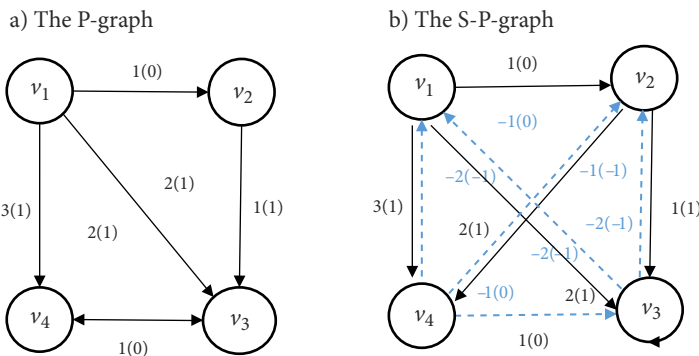 a) The P-graph
b) The S-P-graph
1(0)
v1
v2
2(1)
3(1)
1(1)
2(1)
v4
v3
1(0)
1(0)
v1
v2
–1(0)
–2(–1)
–1(–1)
3(1)
2(1)
–2(–1)
1(1)
–2(–1)
–1(0)
2(1)
v4
v3
1(0)